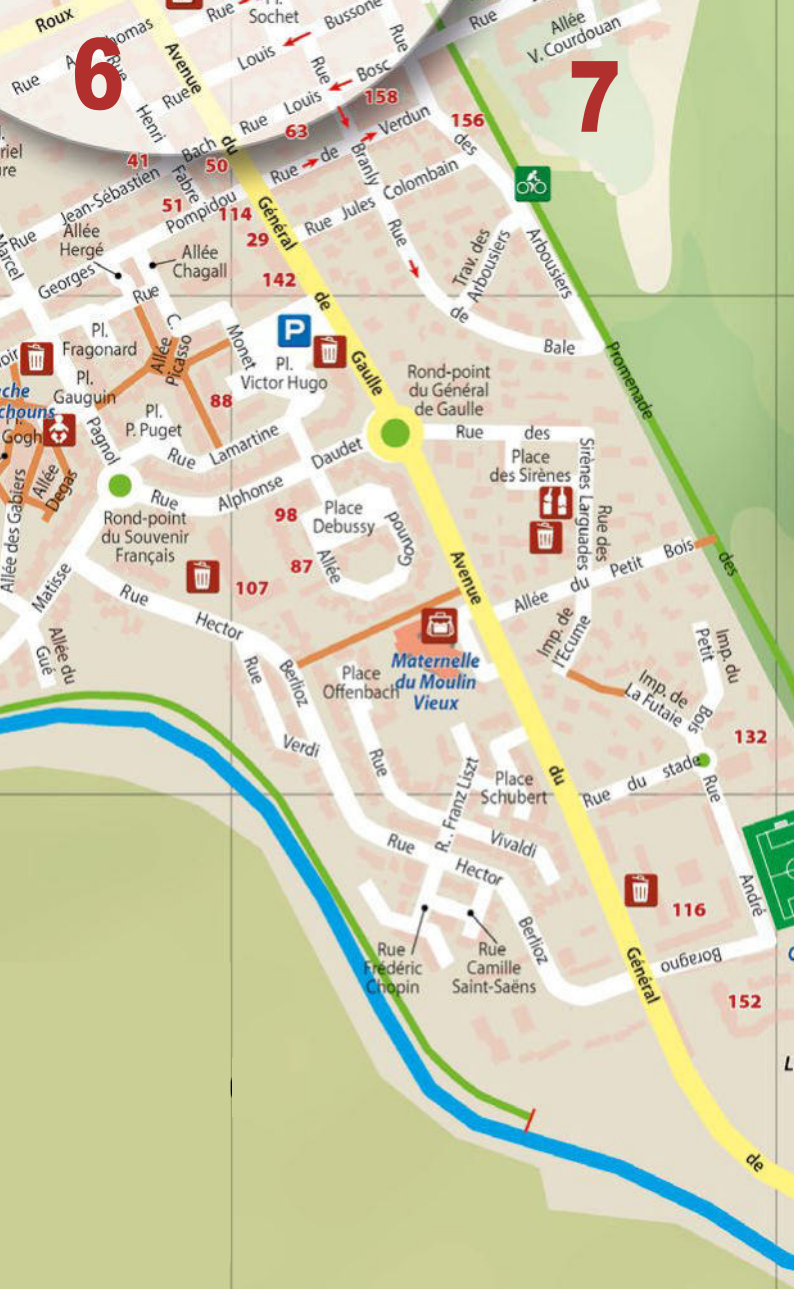 Roux
Rue A. Thomas
Rue
Sochet
Rue
Bussone
Rue
Rue
Allée
V. Courdouan
6
7
Avenue
Rue
Louis
Rue
Rue
Henri
Fabre
Rue
Louis
Bosc
158
63
156
Rue de Verdun
des
41
50
51
114
29
142
Rue Jean-Sébastien Bach
du
Branly
Rue
de
Bale
Rue Jules Colombain
Georges Pompidou
Allée
Hergé
Allée
Chagall
Marcel
Pagnol
Général
de
Gaulle
Trav. des
Arbousiers
Arbousiers
Promenade
des
Rue
C.
Monet
Allée
Picasso
Pl.
Fragonard
Pl.
Gauguin
Pl.
P. Puget
P
Pl.
Victor Hugo
88
Rond-point
du Général
de Gaulle
Gogh
Allée
Degas
Allée des Gabiers
Rue Lamartine
Rue Alphonse Daudet
Rue des
Sirènes Larguades
Place
des Sirènes
Rue des
Rond-point
du Souvenir
Français
98
Place
Debussy
87
Allée
Gounod
107
Matisse
Allée du
Gué
Rue Hector Berlioz
Avenue
Allée du Petit Bois
Imp. de
l'Ecume
Imp. du
Petit
Bois
Imp. de
La Futaie
Maternelle
du Moulin
Vieux
Place
Offenbach
Rue
Verdi
132
Rue
Vivaldi
R.. Franz Liszt
Place
Schubert
du
Rue du stade
Rue
André
Boragno
Rue
Hector
Berlioz
116
Rue
Frédéric
Chopin
Rue
Camille
Saint-Saëns
Général
152
L
de